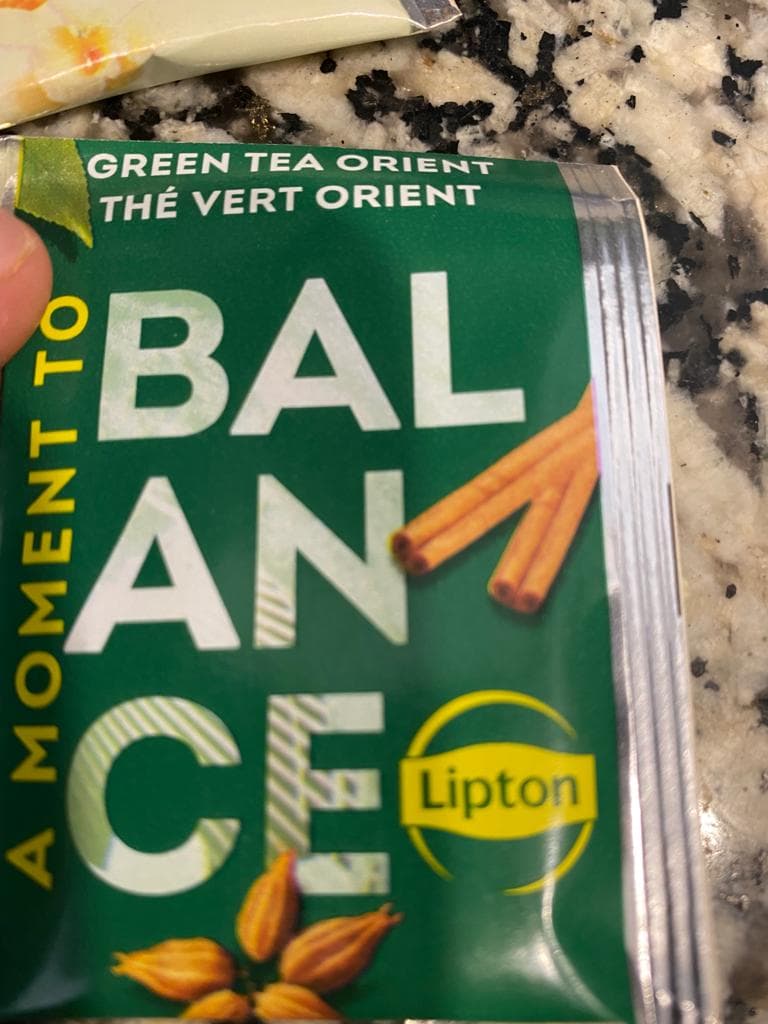 GREEN TEA ORIENT
THÉ VERT ORIENT
A MOMENT TO
BAL
AN
CE
Lipton